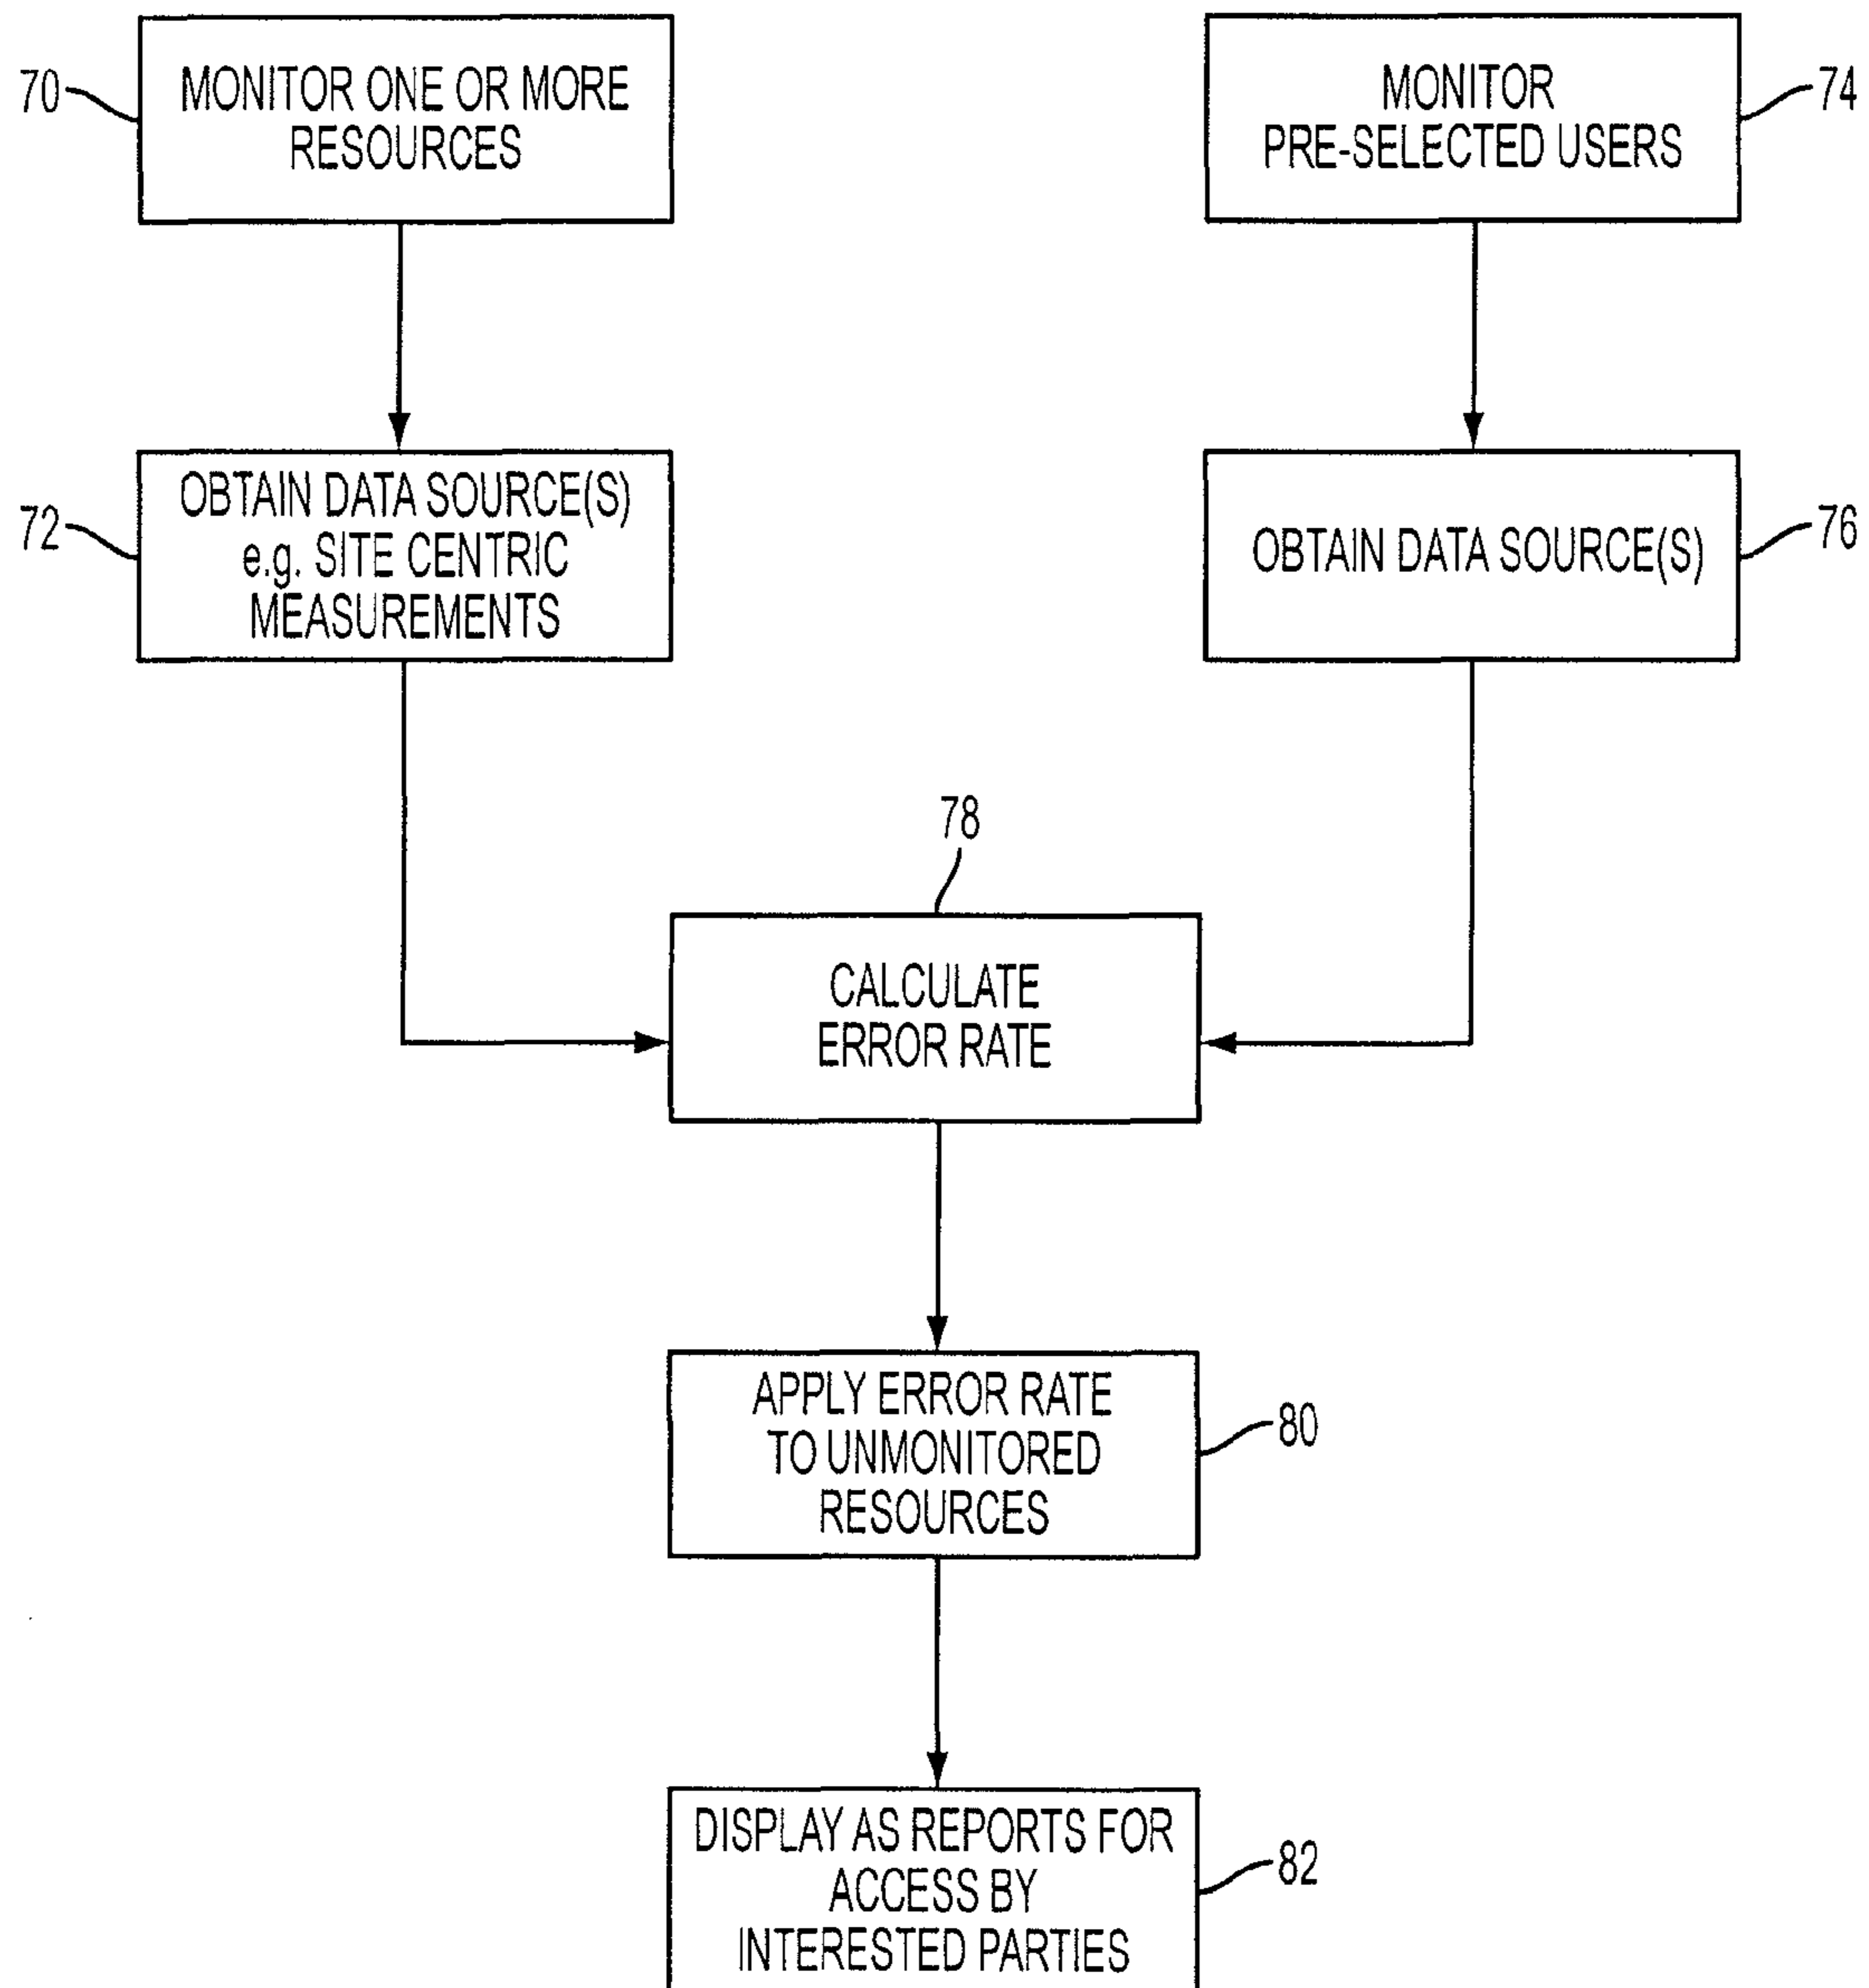 70
MONITOR ONE OR MORE
RESOURCES
MONITOR
PRE-SELECTED USERS
74
72
OBTAIN DATA SOURCE(S)
e.g. SITE CENTRIC
MEASUREMENTS
OBTAIN DATA SOURCE(S)
76
78
CALCULATE
ERROR RATE
APPLY ERROR RATE
TO UNMONITORED
RESOURCES
80
DISPLAY AS REPORTS FOR
ACCESS BY
INTERESTED PARTIES
82